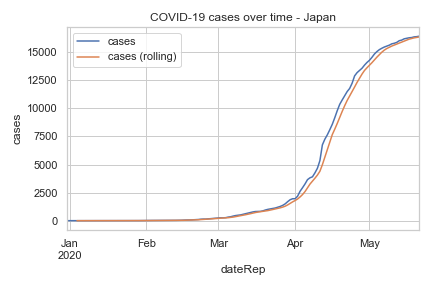 COVID-19 cases over time - Japan
cases
cases (rolling)
15000
12500
10000
7500
5000
2500
0
cases
Jan
2020
Feb
Mar
Apr
May
dateRep